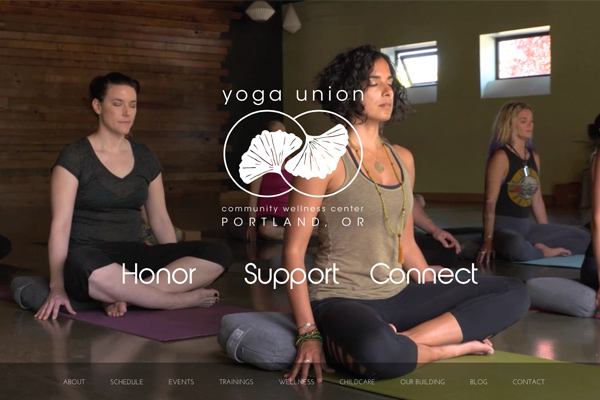 yoga union
community wellness center
PORTLAND, OR
Honor Support Connect
ABOUT SCHEDULE EVENTS TRAININGS WELLNESS CHILDCARE OUR BUILDING BLOG CONTACT